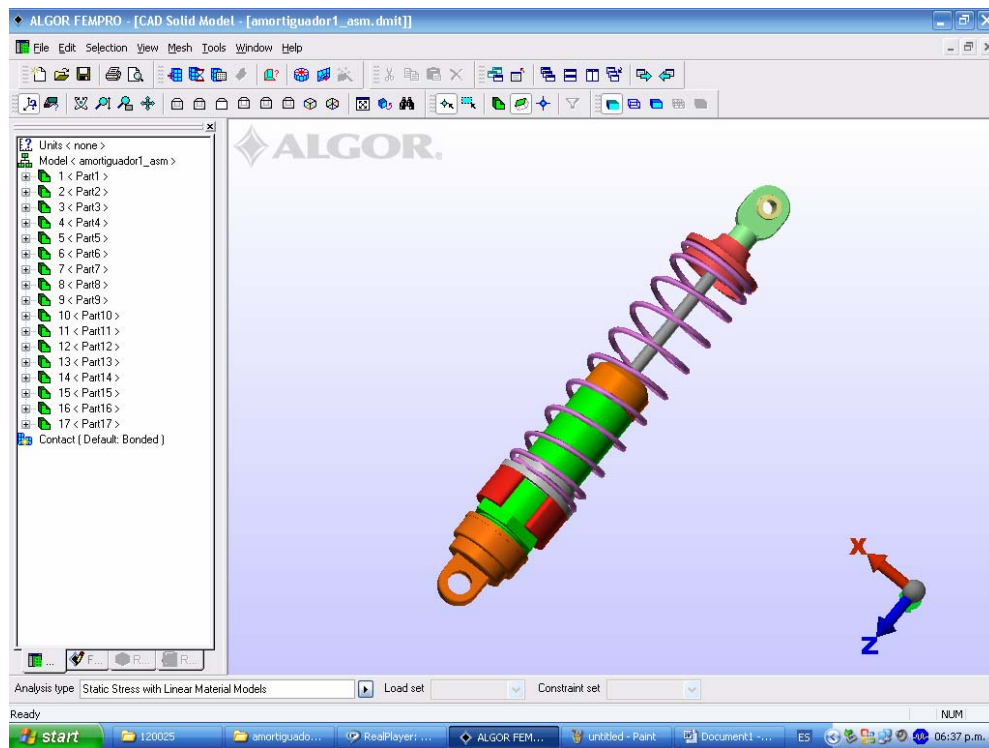 ALGOR FEMPRO - [CAD Solid Model - [amortiguador1_asm.dmit]]
File Edit Selection View Mesh Tools Window Help
ALGOR.
Units < none >
Model < amortiguador1_asm >
1 < Part1 >
2 < Part2 >
3 < Part3 >
4 < Part4 >
5 < Part5 >
6 < Part6 >
7 < Part7 >
8 < Part8 >
9 < Part9 >
10 < Part10 >
11 < Part11 >
12 < Part12 >
13 < Part13 >
14 < Part14 >
15 < Part15 >
16 < Part16 >
17 < Part17 >
Contact ( Default: Bonded )
X
Z
... F... R... R...
Analysis type Static Stress with Linear Material Models Load set Constraint set
Ready NUM
start 120025 amortiguado... RealPlayer: ... ALGOR FEM... untitled - Paint Document1 -... ES 06:37 p.m.